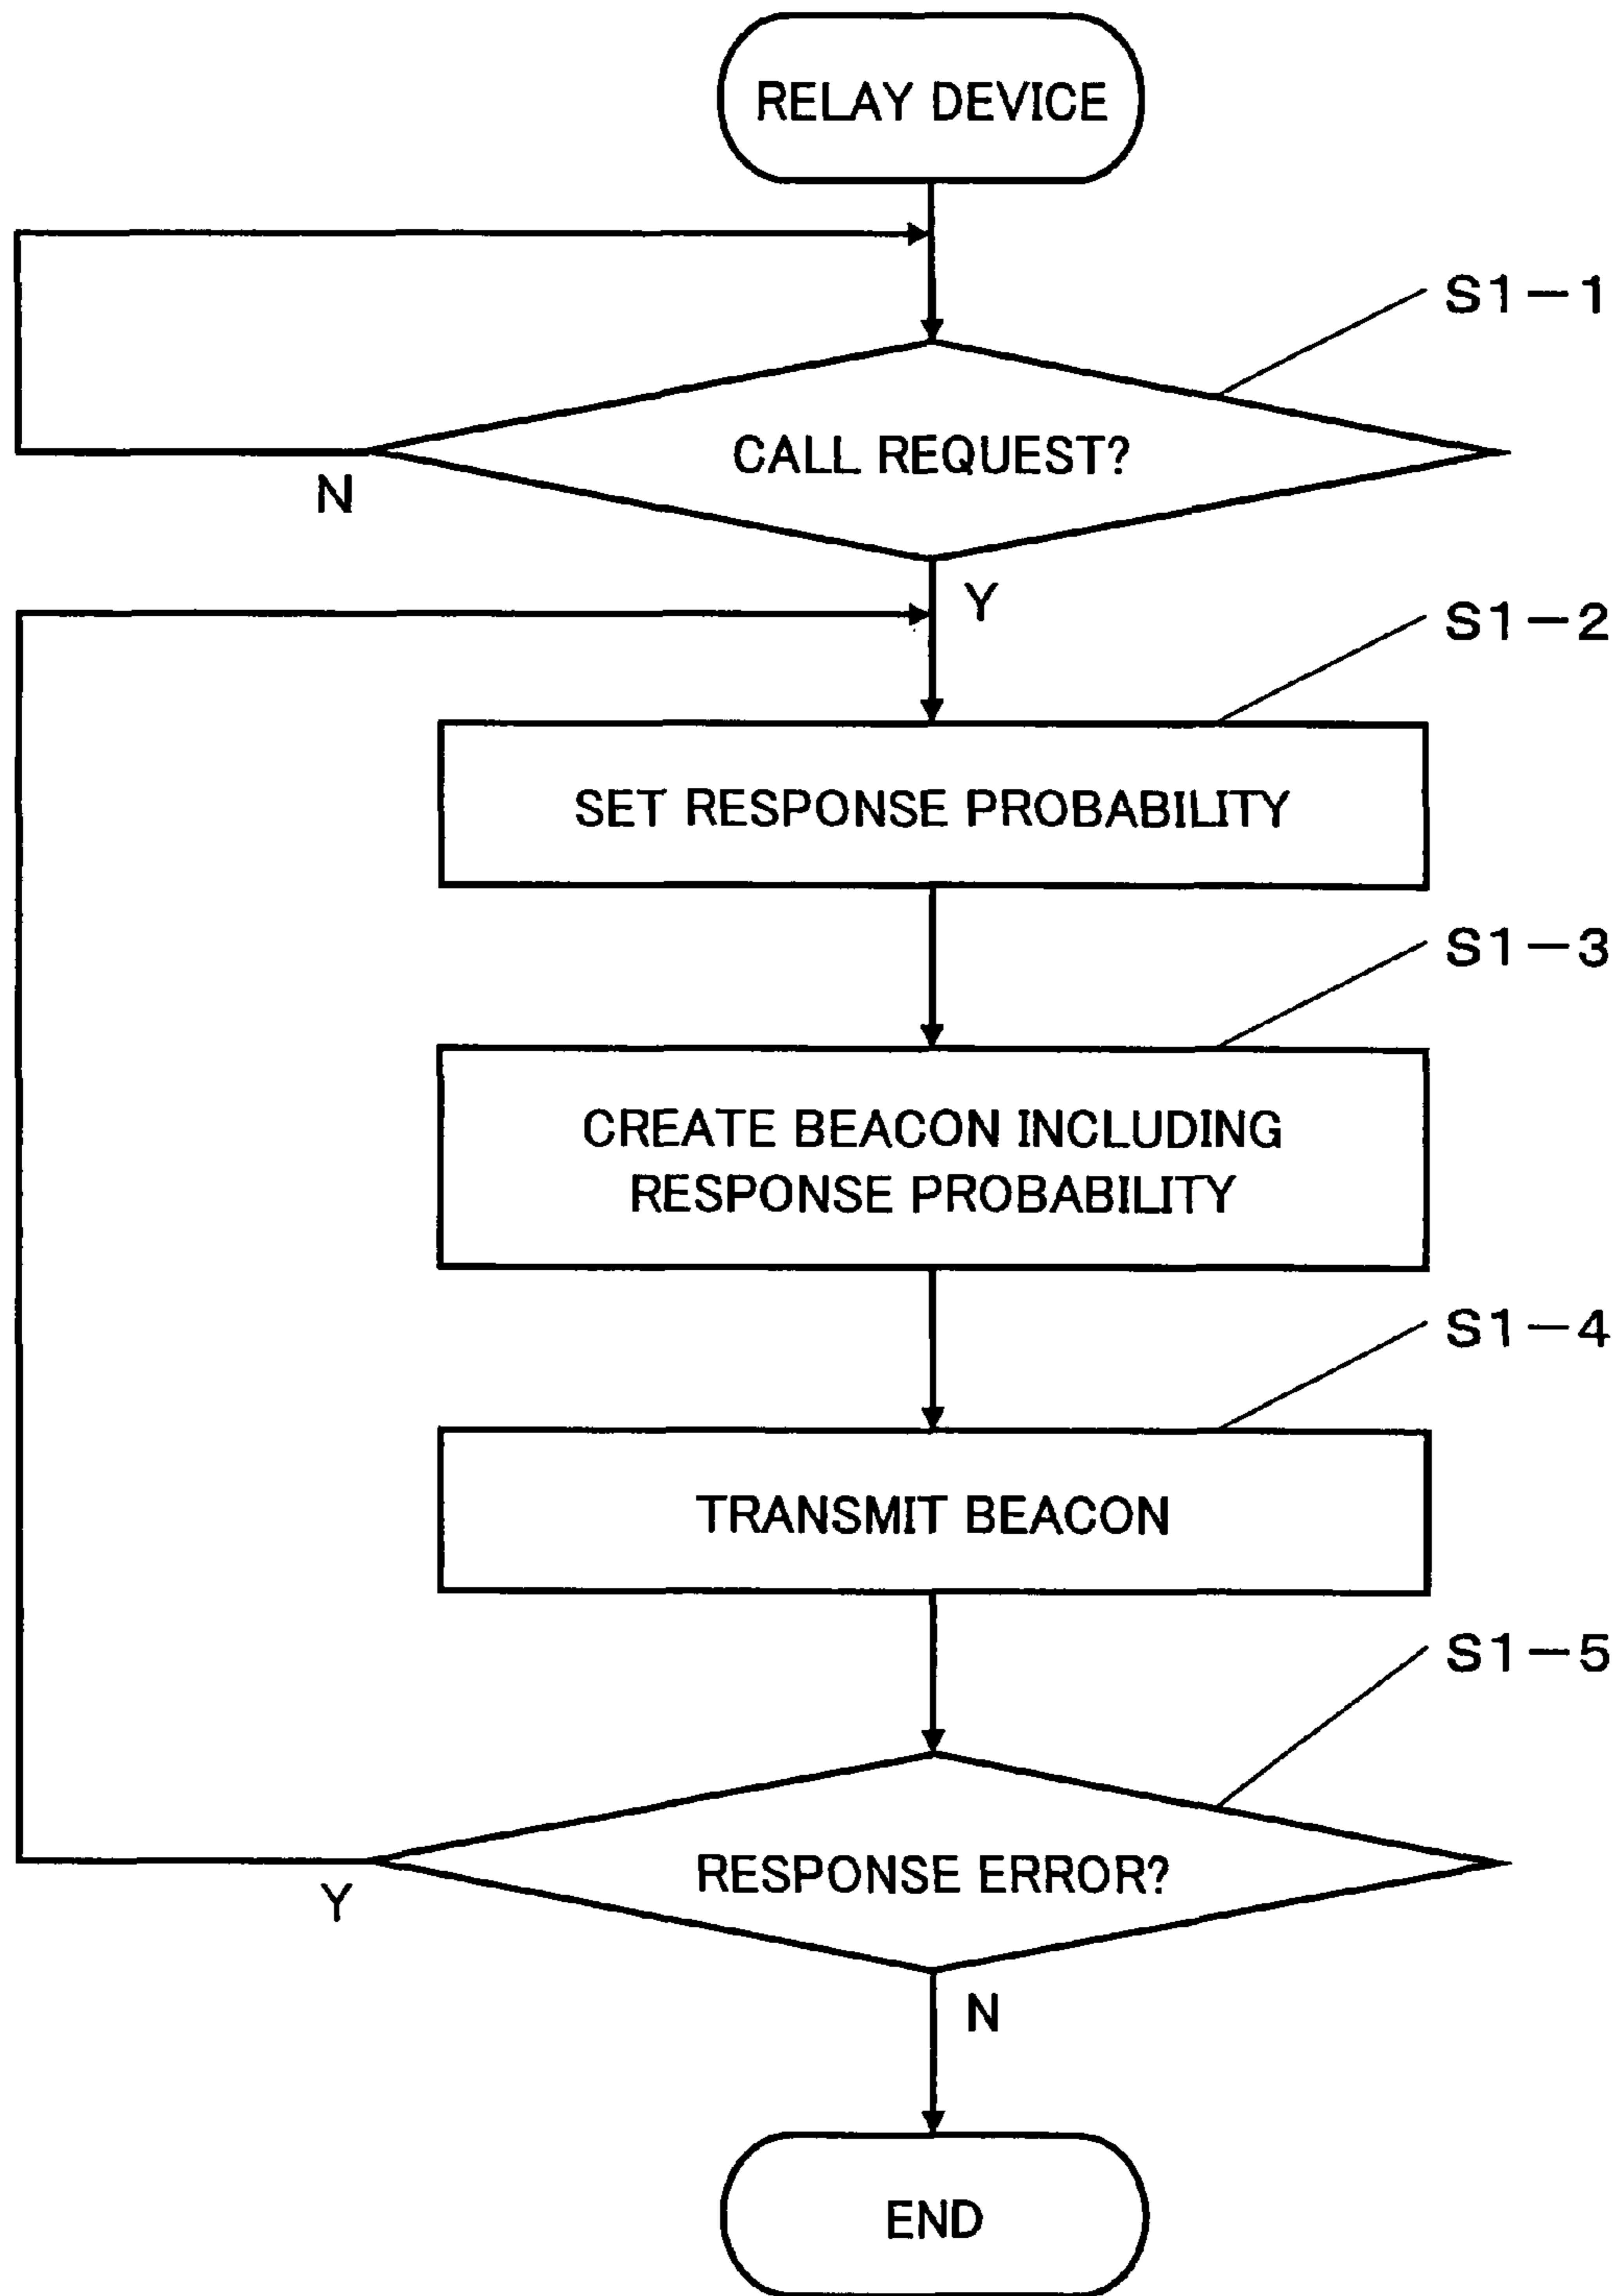 RELAY DEVICE
S1-1
CALL REQUEST?
N
Y
S1-2
SET RESPONSE PROBABILITY
S1-3
CREATE BEACON INCLUDING
RESPONSE PROBABILITY
S1-4
TRANSMIT BEACON
S1-5
RESPONSE ERROR?
Y
N
END